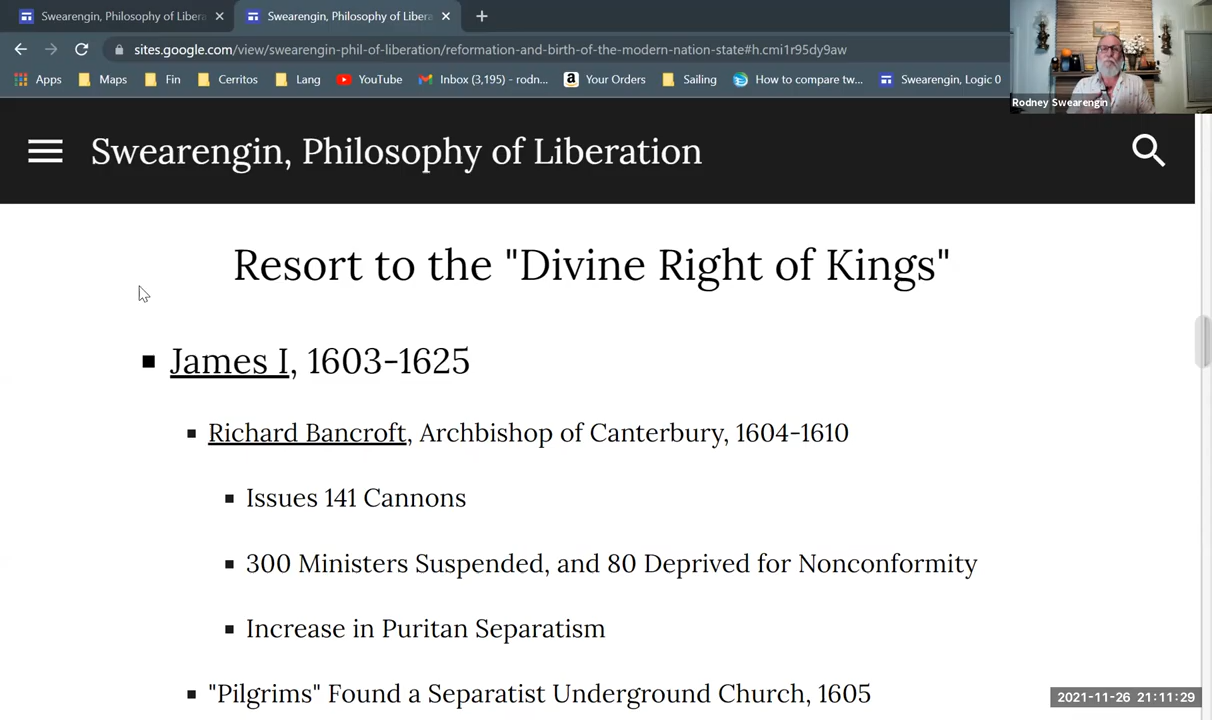 Swearengin, Philosophy of Libera
Swearengin, Philosophy of Libera
sites.google.com/view/swearengin-phil-of-liberation/reformation-and-birth-of-the-modern-nation-state#h.cmi1r95dy9aw
Apps Maps Fin Cerritos Lang YouTube Inbox (3,195) - rodn... Your Orders Sailing How to compare tw... Swearengin, Logic 0
Rodney Swearengin
Swearengin, Philosophy of Liberation
Resort to the "Divine Right of Kings"
James I, 1603-1625
Richard Bancroft, Archbishop of Canterbury, 1604-1610
Issues 141 Cannons
300 Ministers Suspended, and 80 Deprived for Nonconformity
Increase in Puritan Separatism
"Pilgrims" Found a Separatist Underground Church, 1605
2021-11-26 21:11:29